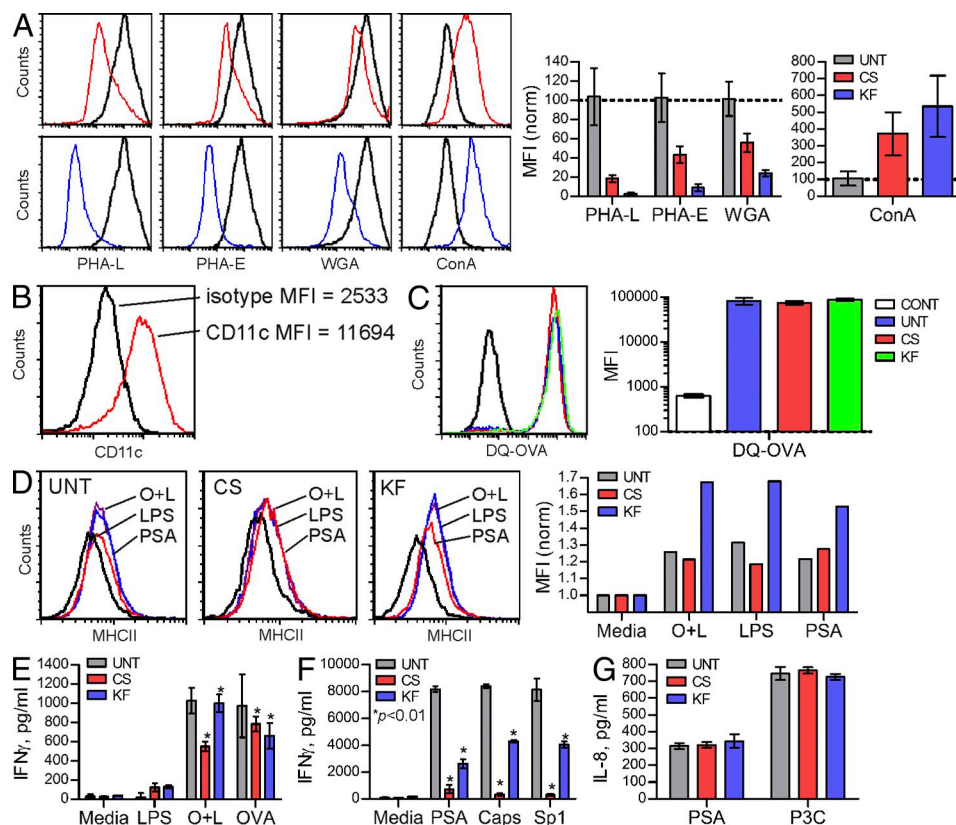 A
Counts
Counts
PHA-L PHA-E WGA ConA
MFI (norm)
140
120
100
80
60
40
20
0
PHA-L PHA-E WGA
UNT
CS
KF
800
700
600
500
400
300
200
100
0
ConA
B
Counts
isotype MFI = 2533
CD11c MFI = 11694
CD11c
C
Counts
DQ-OVA
MFI
100000
10000
1000
100
DQ-OVA
CONT
UNT
CS
KF
D
Counts
UNT
O+L
LPS
PSA
MHCII
CS
O+L
LPS
PSA
MHCII
KF
O+L
LPS
PSA
MHCII
MFI (norm)
1.7
1.6
1.5
1.4
1.3
1.2
1.1
1.0
UNT
CS
KF
Media O+L LPS PSA
E
IFNγ, pg/ml
1400
1200
1000
800
600
400
200
0
UNT
CS
KF
* * * *
Media LPS O+L OVA
F
IFNγ, pg/ml
10000
8000
6000
4000
2000
0
UNT
CS
KF
*p<0.01
* * * * * *
Media PSA Caps Sp1
G
IL-8, pg/ml
900
800
700
600
500
400
300
200
100
0
UNT
CS
KF
PSA P3C